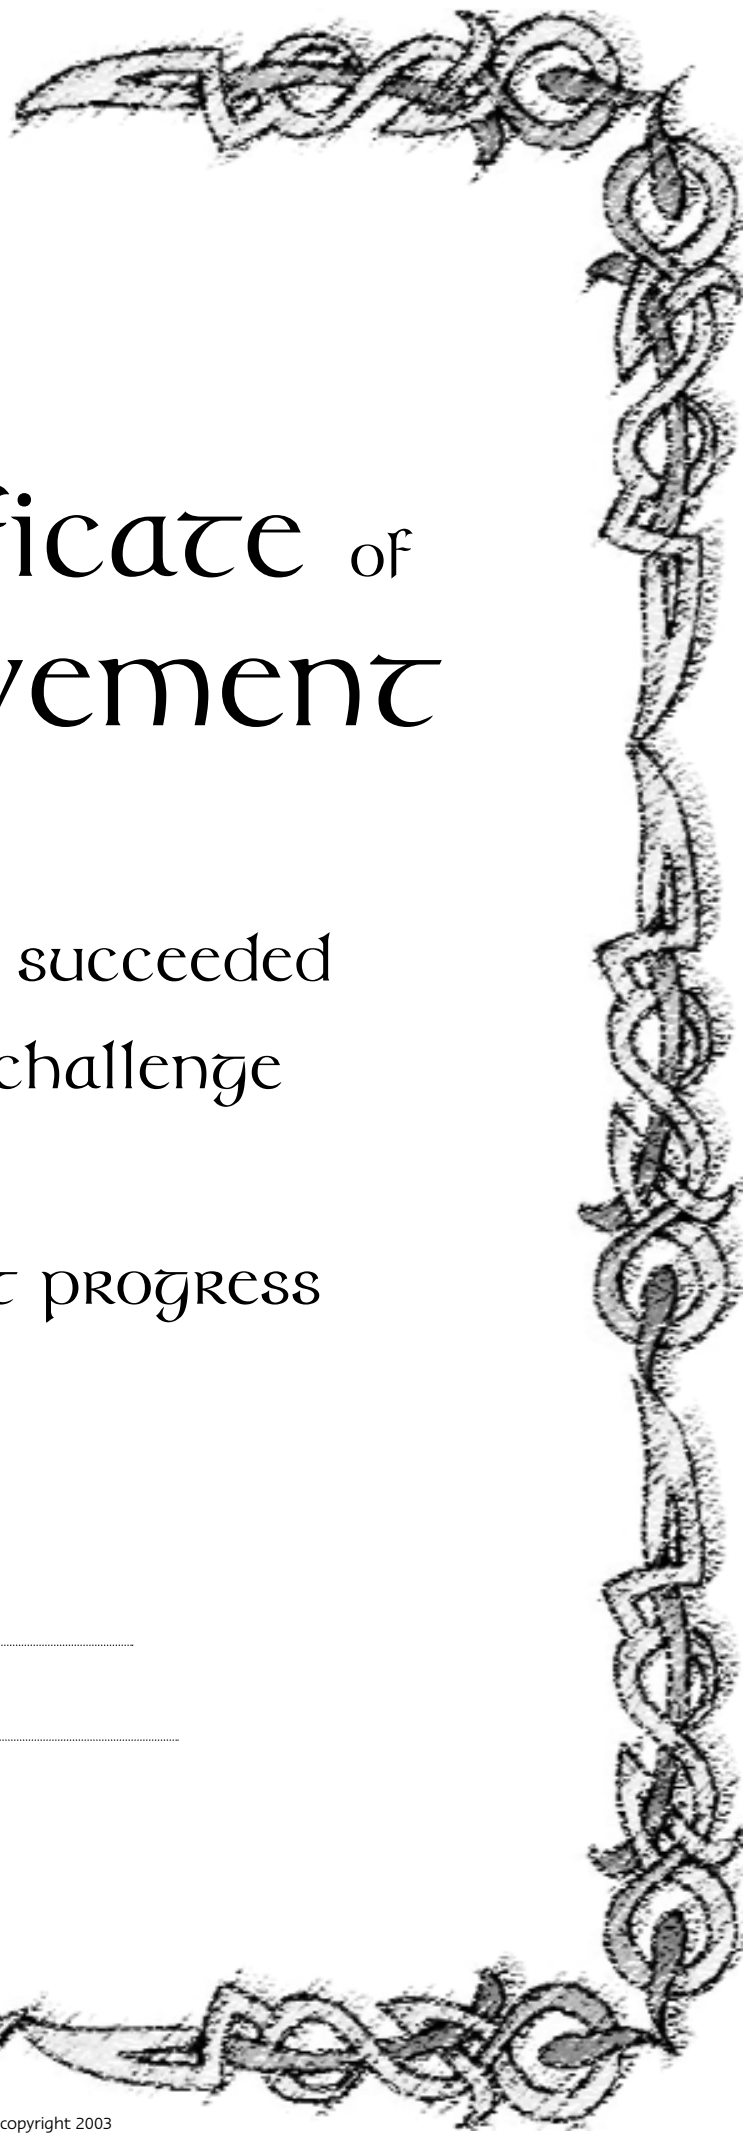 ficate of
vement
succeeded
challenge
t progress
copyright 2003